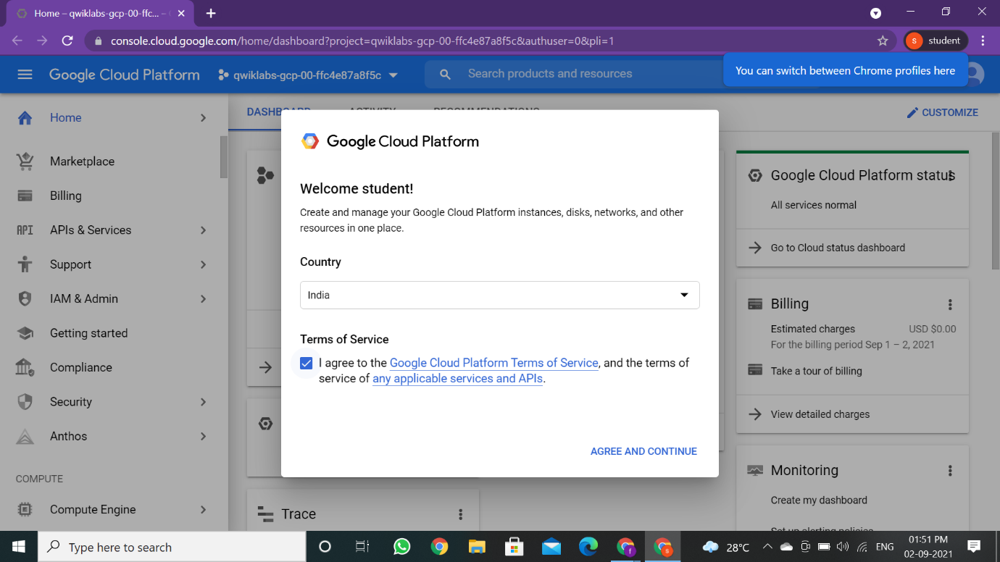 Home – qwiklabs-gcp-00-ffc... –
console.cloud.google.com/home/dashboard?project=qwiklabs-gcp-00-ffc4e87a8f5c&authuser=0&pli=1
s
student
Google Cloud Platform
qwiklabs-gcp-00-ffc4e87a8f5c
Search products and resources
You can switch between Chrome profiles here
Home
Marketplace
Billing
API
APIs & Services
Support
IAM & Admin
Getting started
Compliance
Security
Anthos
COMPUTE
Compute Engine
DASHBOARD
ACTIVITY
RECOMMENDATIONS
CUSTOMIZE
Google Cloud Platform
Welcome student!
Create and manage your Google Cloud Platform instances, disks, networks, and other
resources in one place.
Country
India
Terms of Service
I agree to the Google Cloud Platform Terms of Service, and the terms of
service of any applicable services and APIs.
AGREE AND CONTINUE
Trace
Google Cloud Platform status
All services normal
Go to Cloud status dashboard
Billing
Estimated charges USD $0.00
For the billing period Sep 1 – 2, 2021
Take a tour of billing
View detailed charges
Monitoring
Create my dashboard
Set up alerting policies
Type here to search
f
s
28°C
ENG
01:51 PM
02-09-2021